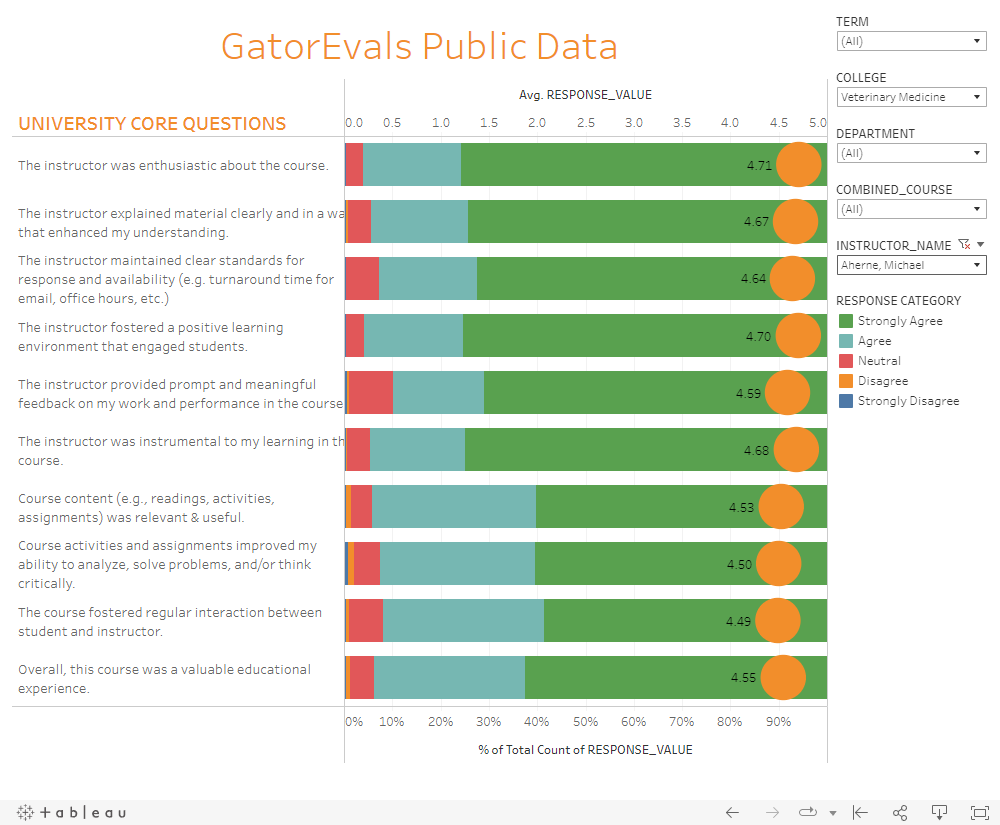 GatorEvals Public Data
Avg. RESPONSE_VALUE
UNIVERSITY CORE QUESTIONS
0.0 0.5 1.0 1.5 2.0 2.5 3.0 3.5 4.0 4.5 5.0
The instructor was enthusiastic about the course.
4.71
The instructor explained material clearly and in a wa
that enhanced my understanding.
4.67
The instructor maintained clear standards for
response and availability (e.g. turnaround time for
email, office hours, etc.)
4.64
The instructor fostered a positive learning
environment that engaged students.
4.70
The instructor provided prompt and meaningful
feedback on my work and performance in the course
4.59
The instructor was instrumental to my learning in th
course.
4.68
Course content (e.g., readings, activities,
assignments) was relevant & useful.
4.53
Course activities and assignments improved my
ability to analyze, solve problems, and/or think
critically.
4.50
The course fostered regular interaction between
student and instructor.
4.49
Overall, this course was a valuable educational
experience.
4.55
0% 10% 20% 30% 40% 50% 60% 70% 80% 90%
% of Total Count of RESPONSE_VALUE
TERM
(All)
COLLEGE
Veterinary Medicine
DEPARTMENT
(All)
COMBINED_COURSE
(All)
INSTRUCTOR_NAME
Aherne, Michael
RESPONSE CATEGORY
Strongly Agree
Agree
Neutral
Disagree
Strongly Disagree
tableau